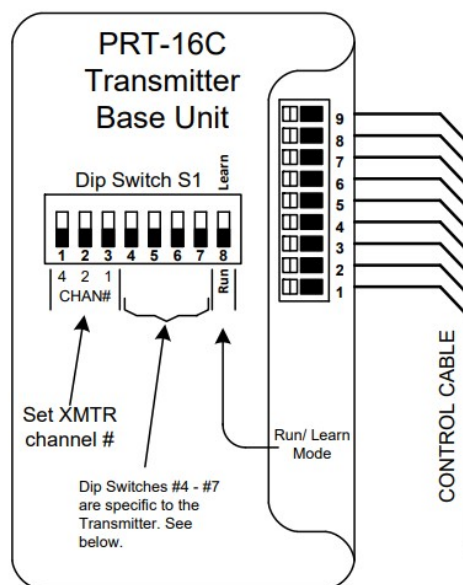 PRT-16C
Transmitter
Base Unit
Dip Switch S1
Learn
1 2 3 4 5 6 7 8
4 2 1
CHAN#
Run
Set XMTR
channel #
Dip Switches #4 - #7
are specific to the
Transmitter. See
below.
Run/ Learn
Mode
9
8
7
6
5
4
3
2
1
CONTROL CABLE